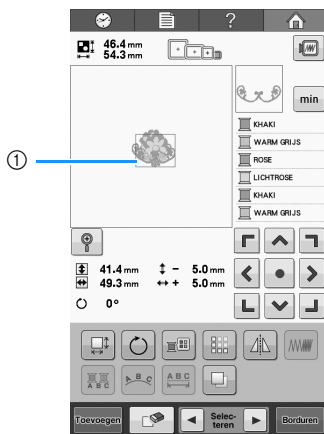 ?
46.4 mm
54.3 mm
min
KHAKI
WARM GRIJS
ROSE
LICHTROSE
KHAKI
WARM GRIJS
1
41.4 mm
- 5.0 mm
49.3 mm
+ 5.0 mm
0°
A B C
A B C
A B C
Toevoegen
Selec-
teren
Borduren